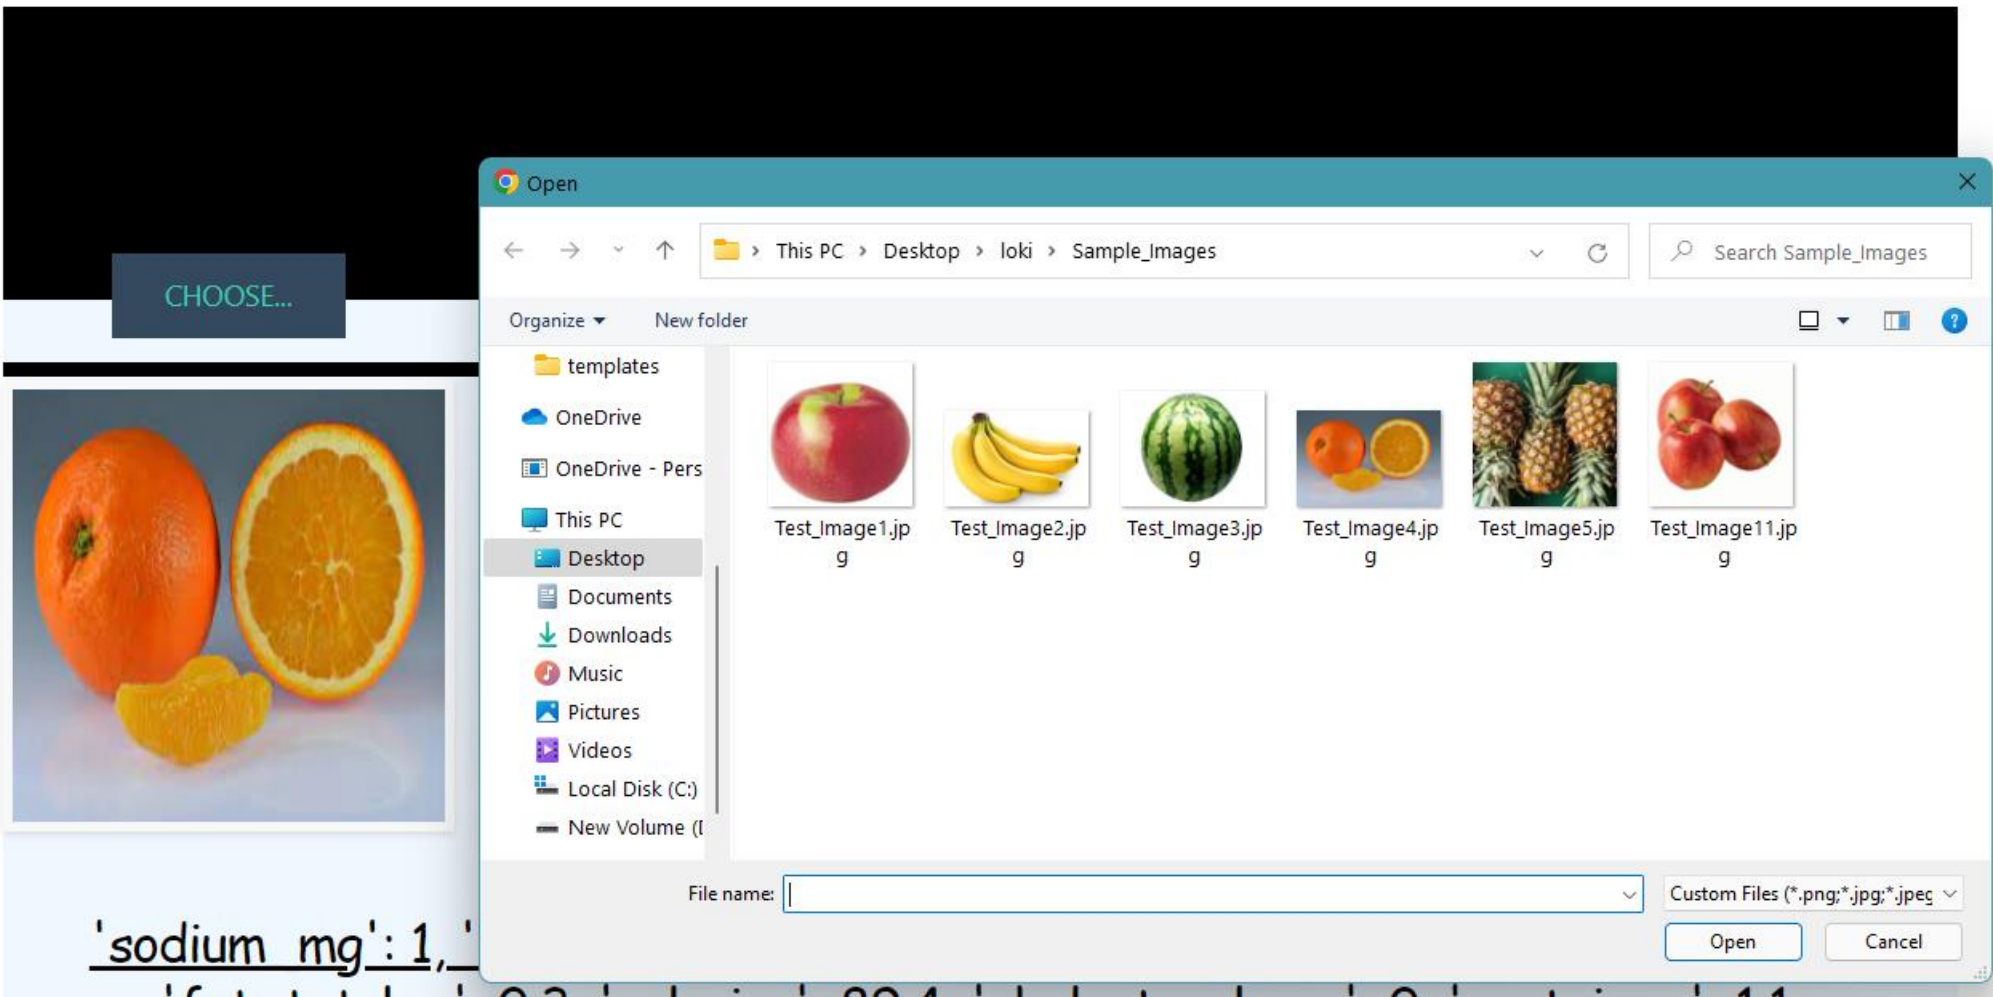 Open
This PC > Desktop > loki > Sample_Images
Search Sample_Images
CHOOSE...
Organize
New folder
templates
OneDrive
OneDrive - Pers
This PC
Desktop
Documents
Downloads
Music
Pictures
Videos
Local Disk (C:)
New Volume (
Test_Image1.jp
g
Test_Image2.jp
g
Test_Image3.jp
g
Test_Image4.jp
g
Test_Image5.jp
g
Test_Image11.jp
g
File name:
Custom Files (*.png;*.jpg;*.jpeg
Open
Cancel
'sodium_mg': 1, '